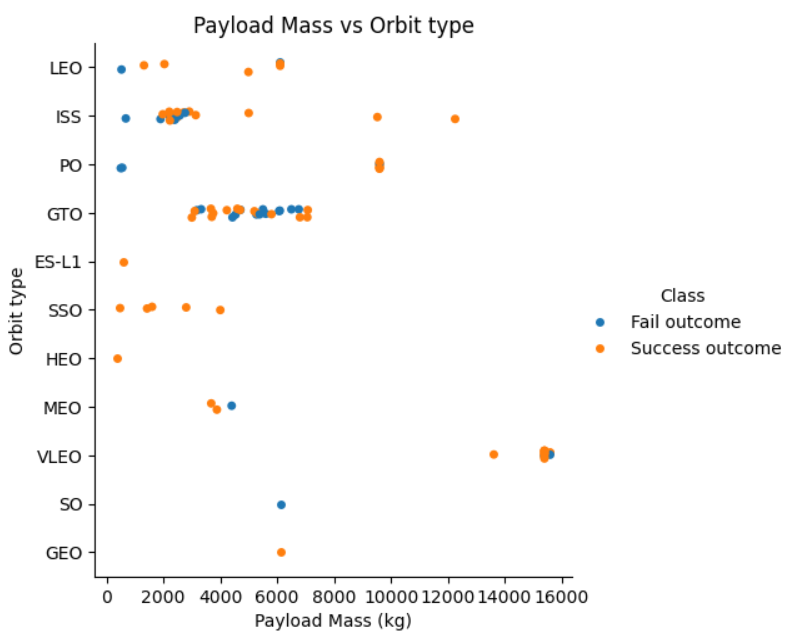 Payload Mass vs Orbit type
LEO
ISS
PO
GTO
ES-L1
SSO
HEO
MEO
VLEO
SO
GEO
Orbit type
0 2000 4000 6000 8000 10000 12000 14000 16000
Payload Mass (kg)
Class
Fail outcome
Success outcome